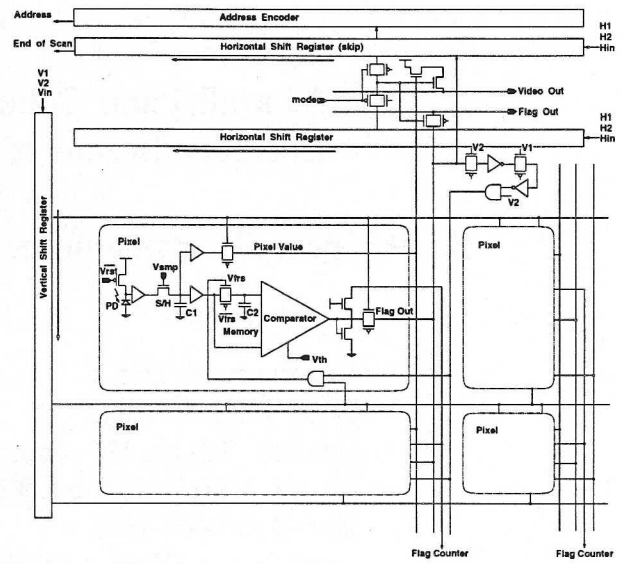 Address
Address Encoder
H1
H2
Hin
End of Scan
Horizontal Shift Register (skip)
V1
V2
Vin
mode
Video Out
Flag Out
H1
H2
Hin
Horizontal Shift Register
V2
V1
V2
Vertical Shift Register
Pixel
Pixel
Vrst
Vsmp
Pixel Value
PD
S/H
C1
Vfrs
Vfrs
C2
Memory
Comparator
Flag Out
Vth
Pixel
Pixel
Flag Counter
Flag Counter